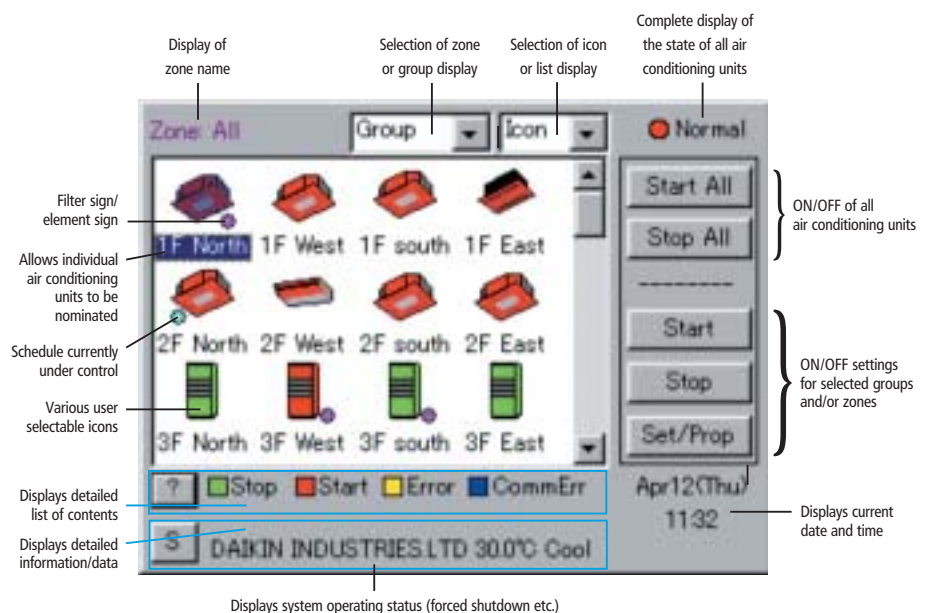 Complete display of
the state of all air
conditioning units
Display of
zone name
Selection of zone
or group display
Selection of icon
or list display
Zone: All
Group
Icon
Normal
Start All
Stop All
--------
Start
Stop
Set/Prop
ON/OFF of all
air conditioning units
ON/OFF settings
for selected groups
and/or zones
Filter sign/
element sign
Allows individual
air conditioning
units to be
nominated
Schedule currently
under control
Various user
selectable icons
1F North 1F West 1F south 1F East
2F North 2F West 2F south 2F East
3F North 3F West 3F south 3F East
Displays detailed
list of contents
Displays detailed
information/data
? Stop Start Error CommErr
S DAIKIN INDUSTRIES.LTD 30.0°C Cool
Apr12(Thu)
11:32
Displays current
date and time
Displays system operating status (forced shutdown etc.)